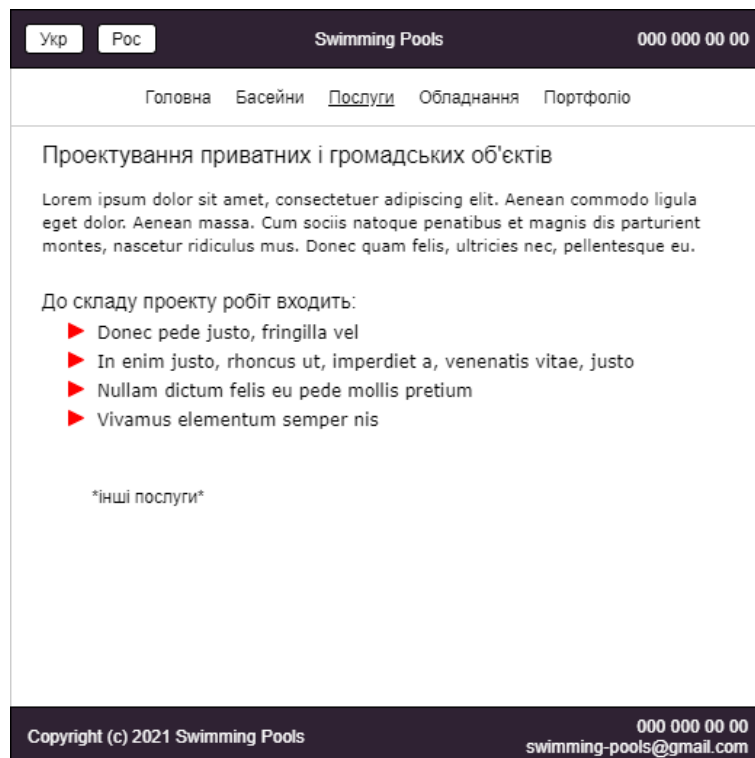 Укр Рос Swimming Pools 000 000 00 00
Головна Басейни Послуги Обладнання Портфоліо
Проектування приватних і громадських об'єктів
Lorem ipsum dolor sit amet, consectetuer adipiscing elit. Aenean commodo ligula
eget dolor. Aenean massa. Cum sociis natoque penatibus et magnis dis parturient
montes, nascetur ridiculus mus. Donec quam felis, ultricies nec, pellentesque eu.
До складу проекту робіт входить:
Donec pede justo, fringilla vel
In enim justo, rhoncus ut, imperdiet a, venenatis vitae, justo
Nullam dictum felis eu pede mollis pretium
Vivamus elementum semper nis
*інші послуги*
Copyright (c) 2021 Swimming Pools
000 000 00 00
swimming-pools@gmail.com